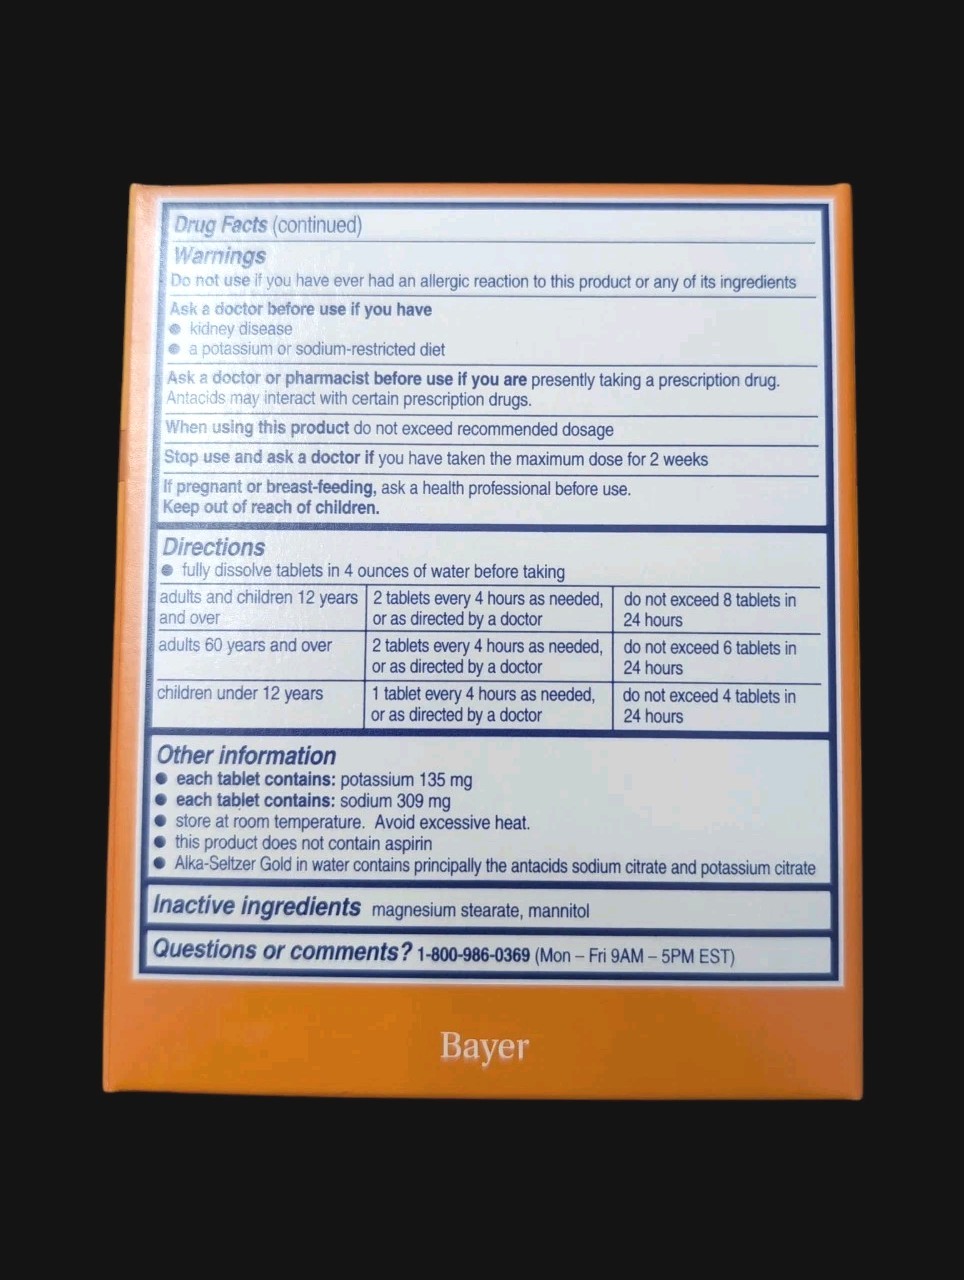 Drug Facts (continued)
Warnings
Do not use if you have ever had an allergic reaction to this product or any of its ingredients
Ask a doctor before use if you have
● kidney disease
● a potassium or sodium-restricted diet
Ask a doctor or pharmacist before use if you are presently taking a prescription drug.
Antacids may interact with certain prescription drugs.
When using this product do not exceed recommended dosage
Stop use and ask a doctor if you have taken the maximum dose for 2 weeks
If pregnant or breast-feeding, ask a health professional before use.
Keep out of reach of children.
Directions
● fully dissolve tablets in 4 ounces of water before taking
adults and children 12 years and over
2 tablets every 4 hours as needed, or as directed by a doctor
do not exceed 8 tablets in 24 hours
adults 60 years and over
2 tablets every 4 hours as needed, or as directed by a doctor
do not exceed 6 tablets in 24 hours
children under 12 years
1 tablet every 4 hours as needed, or as directed by a doctor
do not exceed 4 tablets in 24 hours
Other information
● each tablet contains: potassium 135 mg
● each tablet contains: sodium 309 mg
● store at room temperature. Avoid excessive heat.
● this product does not contain aspirin
● Alka-Seltzer Gold in water contains principally the antacids sodium citrate and potassium citrate
Inactive ingredients magnesium stearate, mannitol
Questions or comments? 1-800-986-0369 (Mon – Fri 9AM – 5PM EST)
Bayer